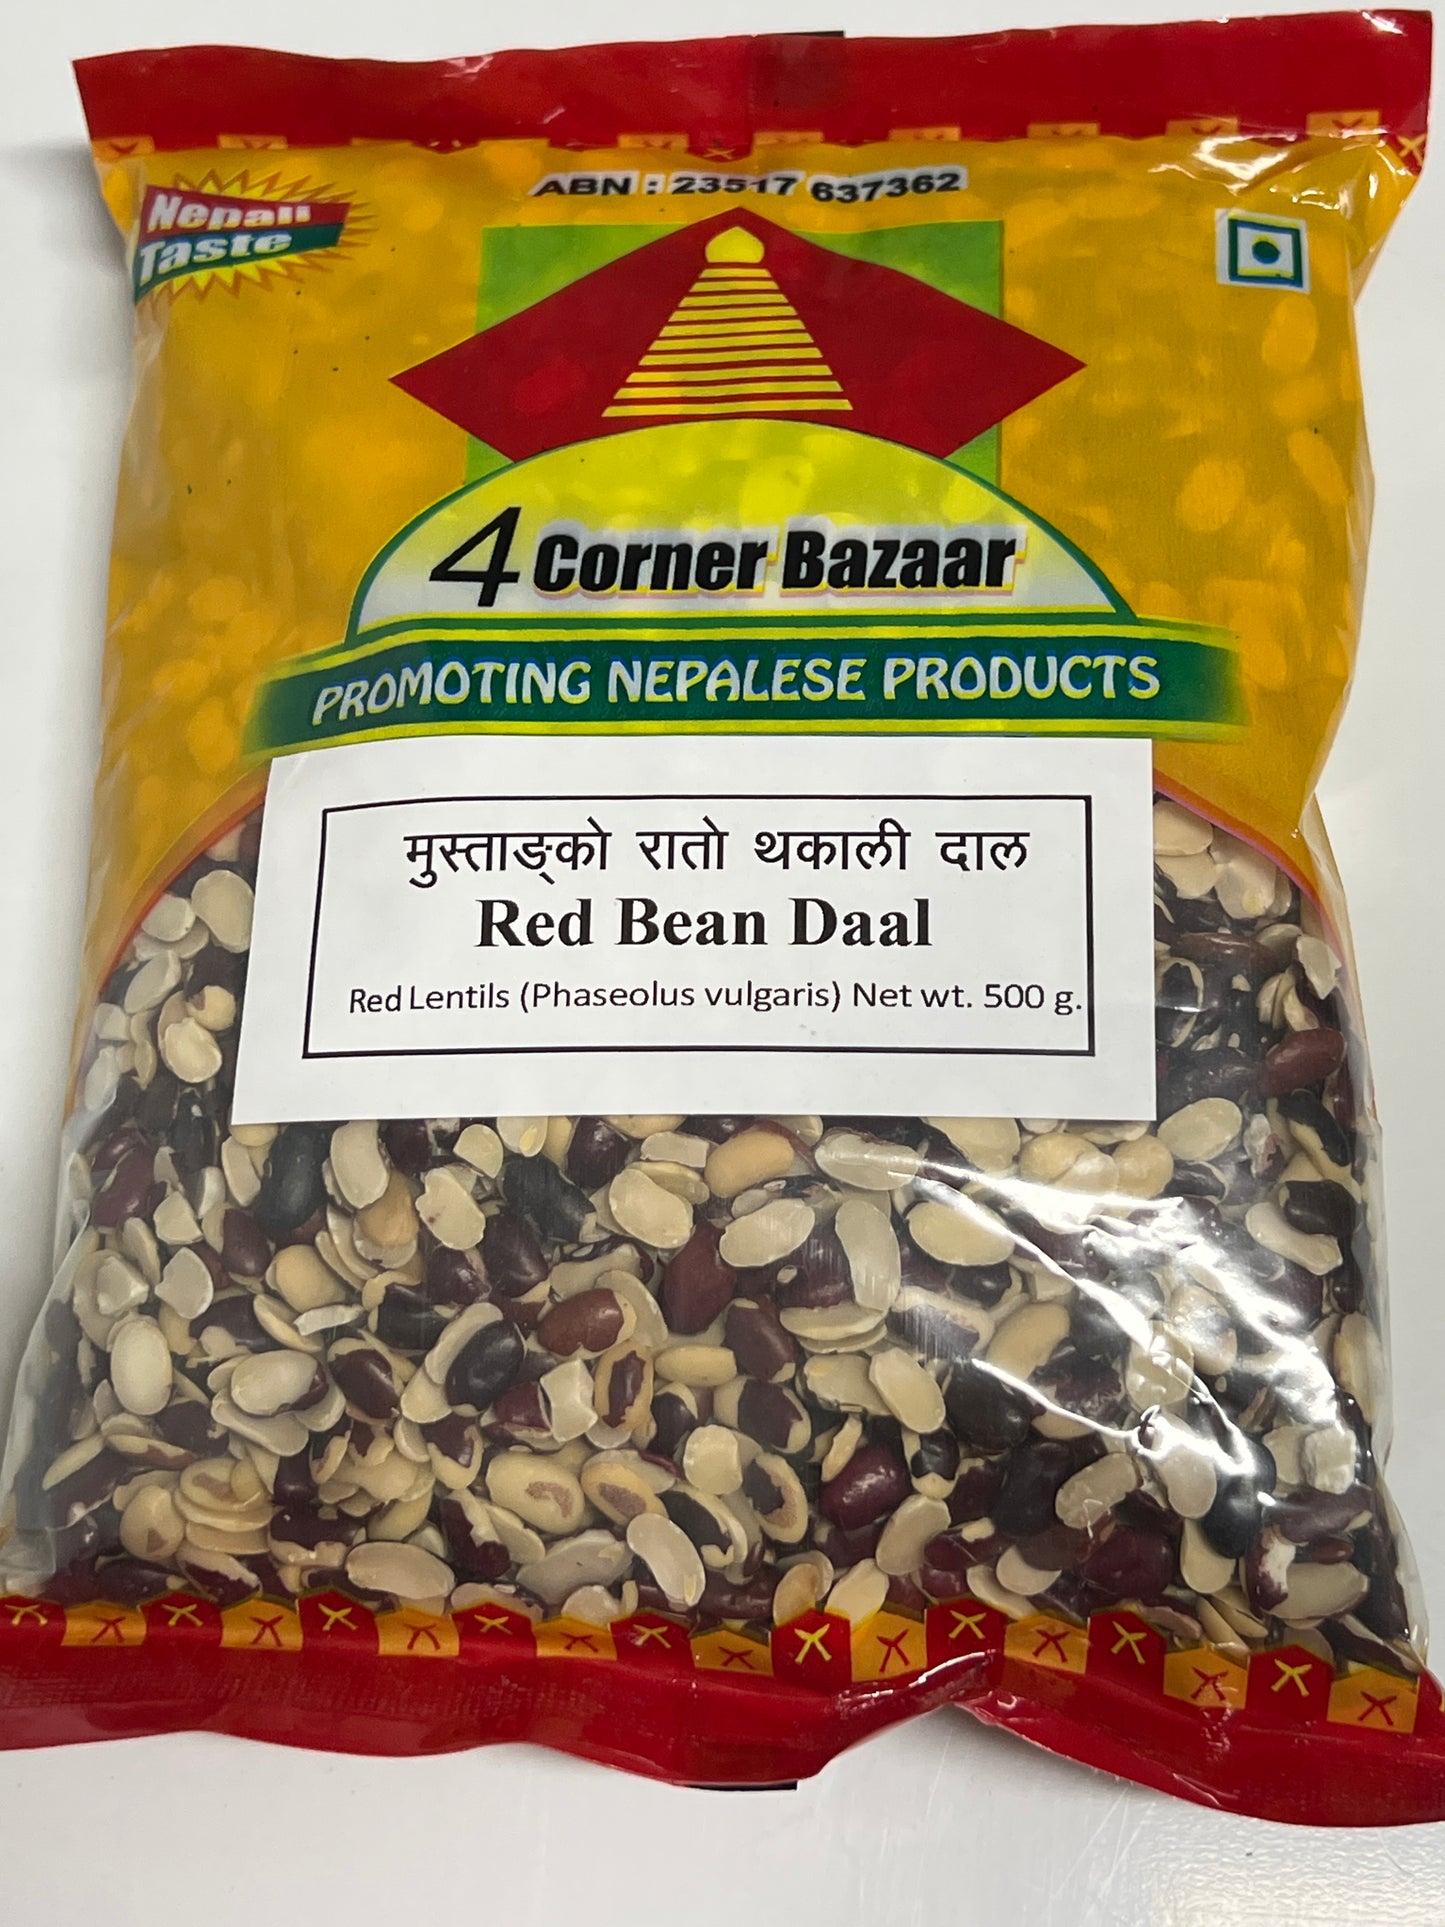 ABN : 23517 637362
Nepali
Taste
4 Corner Bazaar
PROMOTING NEPALESE PRODUCTS
मुस्ताङ्को रातो थकाली दाल
Red Bean Daal
Red Lentils (Phaseolus vulgaris) Net wt. 500 g.